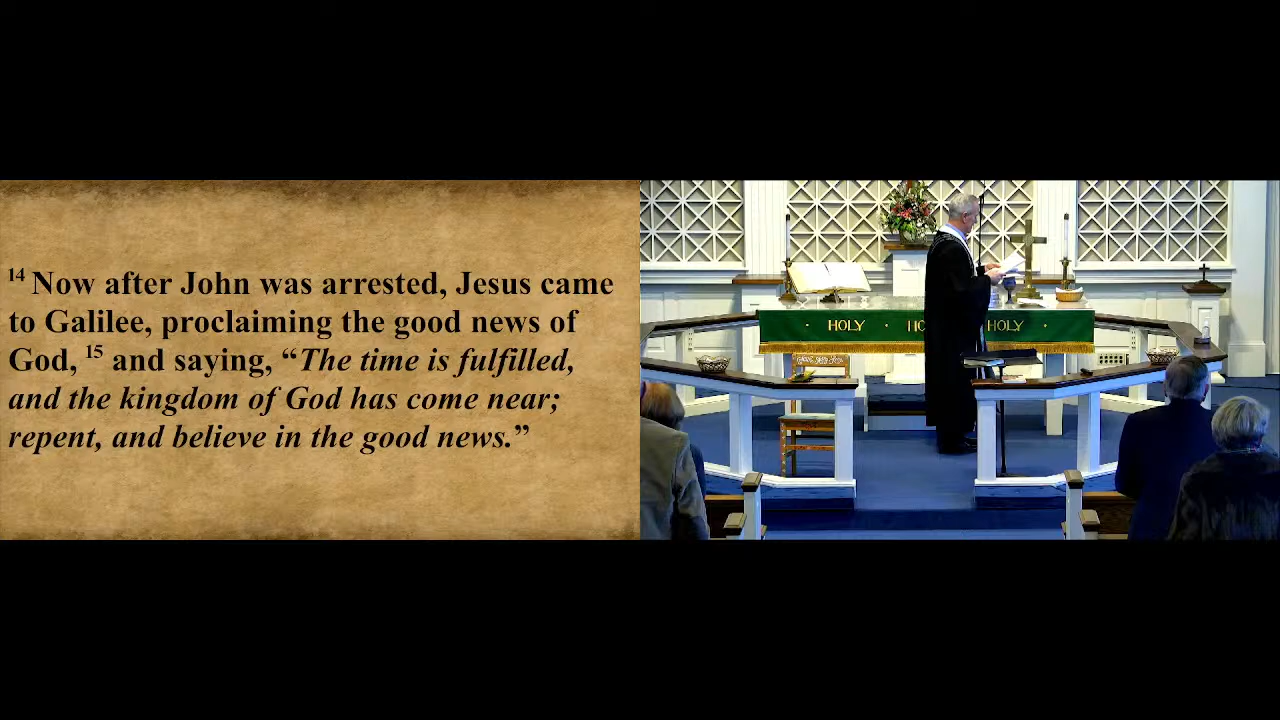 14 Now after John was arrested, Jesus came
to Galilee, proclaiming the good news of
God, 15 and saying, “The time is fulfilled,
and the kingdom of God has come near;
repent, and believe in the good news.”
HOLY · HO HOLY